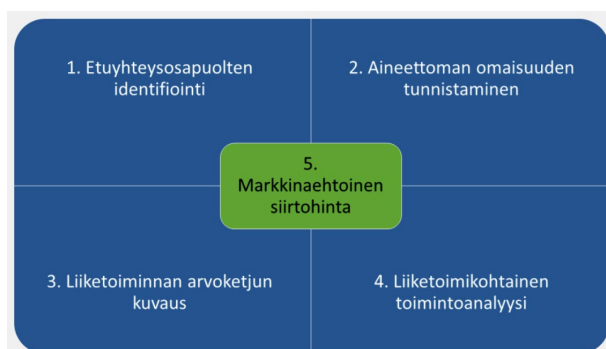 1. Etuyhteysosapuolten
identifiointi
2. Aineettoman omaisuuden
tunnistaminen
5.
Markkinaehtoinen
siirtohinta
3. Liiketoiminnan arvoketjun
kuvaus
4. Liiketoimikohtainen
toimintoanalyysi